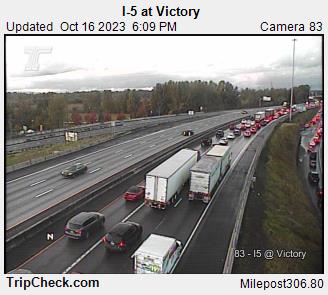 I-5 at Victory
Updated Oct 16 2023 6:09 PM Camera 83
N
83 - I5 @ Victory
TripCheck.com Milepost306.80